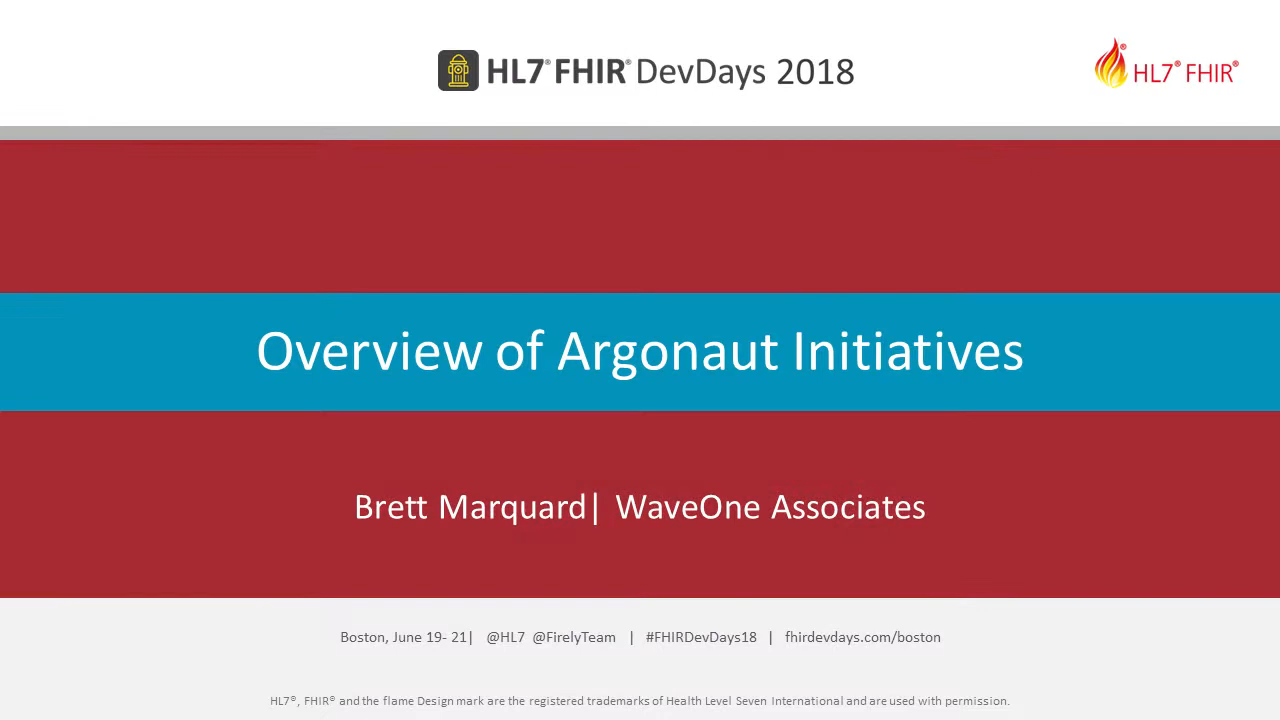 HL7® FHIR® DevDays 2018
HL7® FHIR®
Overview of Argonaut Initiatives
Brett Marquard| WaveOne Associates
Boston, June 19- 21| @HL7 @FirelyTeam | #FHIRDevDays18 | fhirdevdays.com/boston
HL7®, FHIR® and the flame Design mark are the registered trademarks of Health Level Seven International and are used with permission.